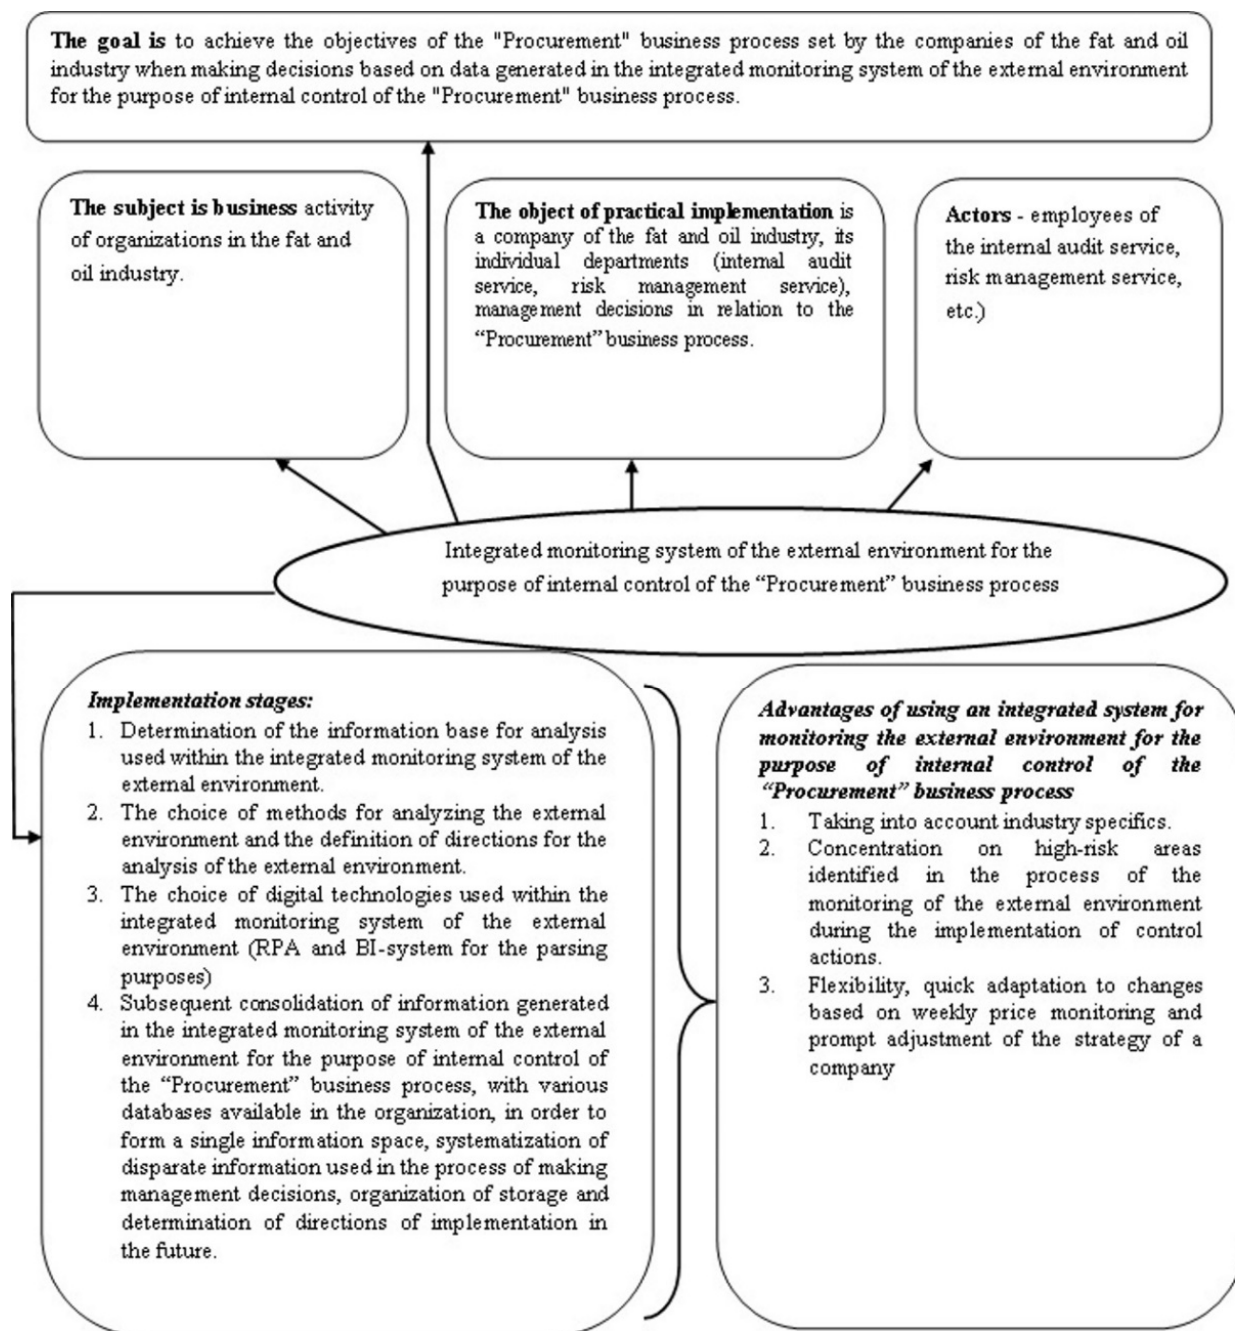 The goal is to achieve the objectives of the "Procurement" business process set by the companies of the fat and oil
industry when making decisions based on data generated in the integrated monitoring system of the external environment
for the purpose of internal control of the "Procurement" business process.
The subject is business activity
of organizations in the fat and
oil industry.
The object of practical implementation is
a company of the fat and oil industry, its
individual departments (internal audit
service, risk management service),
management decisions in relation to the
“Procurement” business process.
Actors - employees of
the internal audit service,
risk management service,
etc.)
Integrated monitoring system of the external environment for the
purpose of internal control of the “Procurement” business process
Implementation stages:
1. Determination of the information base for analysis
used within the integrated monitoring system of the
external environment.
2. The choice of methods for analyzing the external
environment and the definition of directions for the
analysis of the external environment.
3. The choice of digital technologies used within the
integrated monitoring system of the external
environment (RPA and BI-system for the parsing
purposes)
4. Subsequent consolidation of information generated
in the integrated monitoring system of the external
environment for the purpose of internal control of
the “Procurement” business process, with various
databases available in the organization, in order to
form a single information space, systematization of
disparate information used in the process of making
management decisions, organization of storage and
determination of directions of implementation in
the future.
Advantages of using an integrated system for
monitoring the external environment for the
purpose of internal control of the
“Procurement” business process
1. Taking into account industry specifics.
2. Concentration on high-risk areas
identified in the process of the
monitoring of the external environment
during the implementation of control
actions.
3. Flexibility, quick adaptation to changes
based on weekly price monitoring and
prompt adjustment of the strategy of a
company